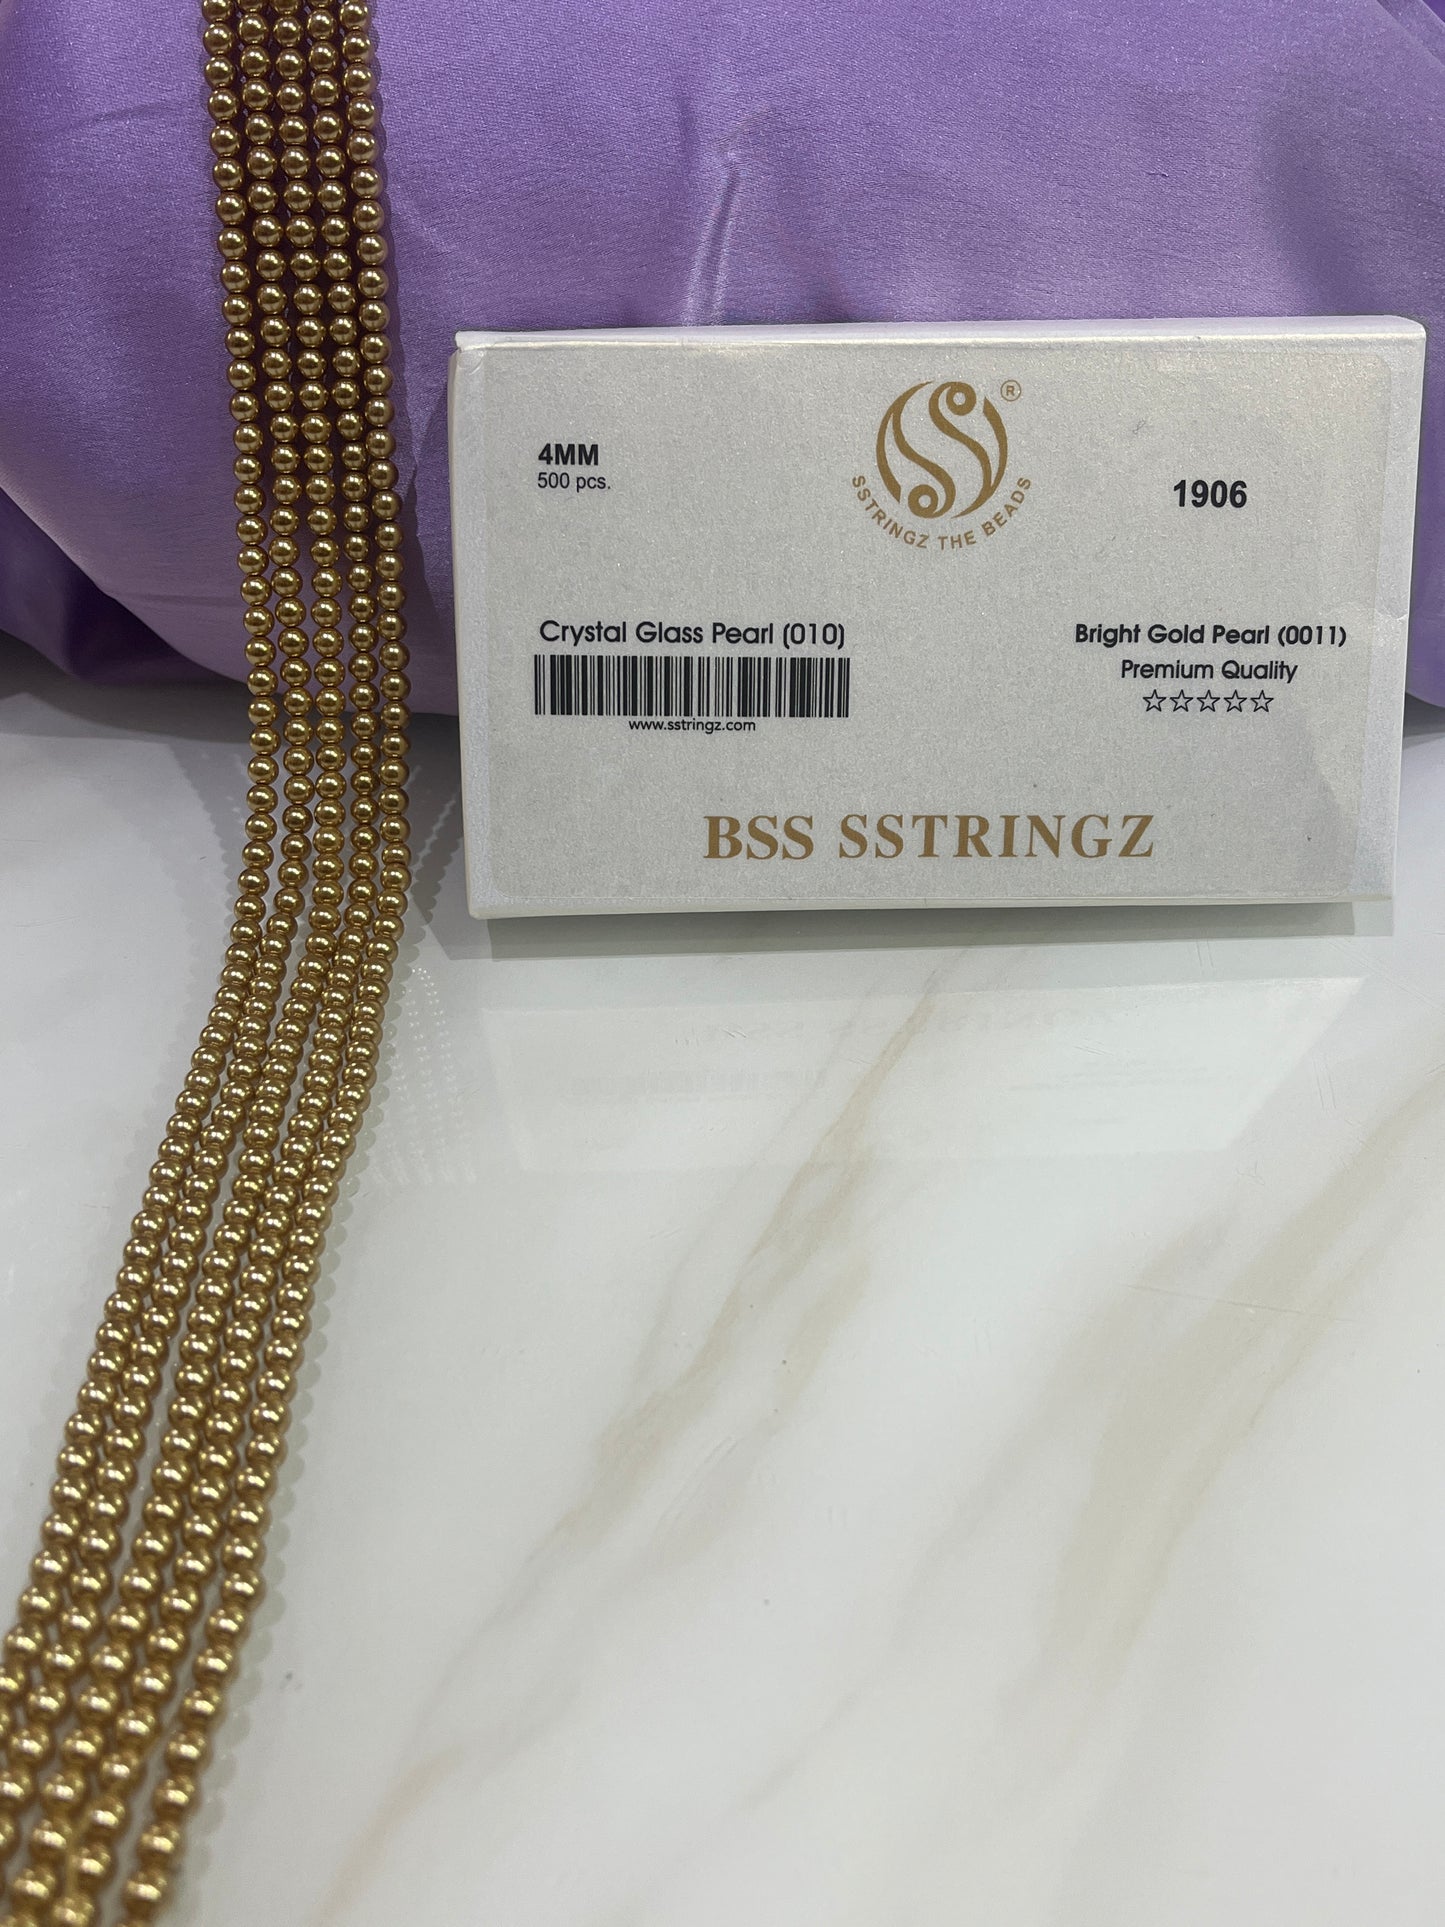 4MM
500 pcs.
®
SSTRINGZ THE BEADS
1906
Crystal Glass Pearl (010)
www.sstringz.com
Bright Gold Pearl (0011)
Premium Quality
☆☆☆☆☆
BSS SSTRINGZ